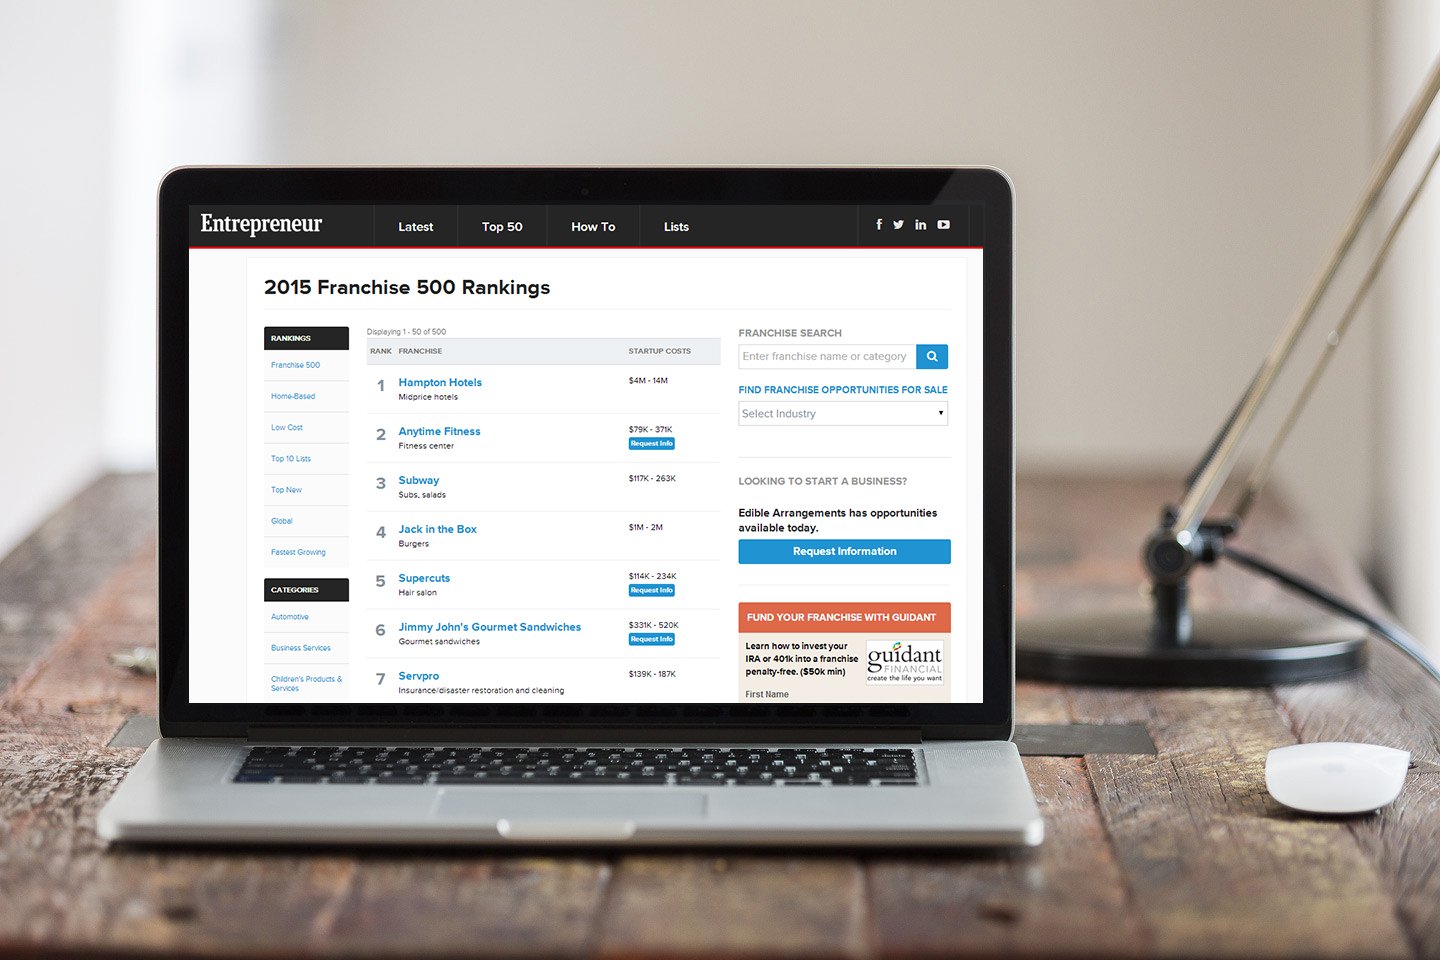 Entrepreneur
Latest
Top 50
How To
Lists
2015 Franchise 500 Rankings
RANKINGS
Franchise 500
Home-Based
Low Cost
Top 10 Lists
Top New
Global
Fastest Growing
CATEGORIES
Automotive
Business Services
Children's Products &
Services
Displaying 1 - 50 of 500
RANK FRANCHISE STARTUP COSTS
1 Hampton Hotels $4M - 14M
Midprice hotels
2 Anytime Fitness $79K - 371K
Fitness center Request Info
3 Subway $117K - 263K
Subs, salads
4 Jack in the Box $1M - 2M
Burgers
5 Supercuts $114K - 234K
Hair salon Request Info
6 Jimmy John's Gourmet Sandwiches $331K - 520K
Gourmet sandwiches Request Info
7 Servpro $139K - 187K
Insurance/disaster restoration and cleaning
FRANCHISE SEARCH
Enter franchise name or category
FIND FRANCHISE OPPORTUNITIES FOR SALE
Select Industry
LOOKING TO START A BUSINESS?
Edible Arrangements has opportunities
available today.
Request Information
FUND YOUR FRANCHISE WITH GUIDANT
Learn how to invest your
IRA or 401k into a franchise
penalty-free. ($50k min)
guidant
FINANCIAL
create the life you want
First Name